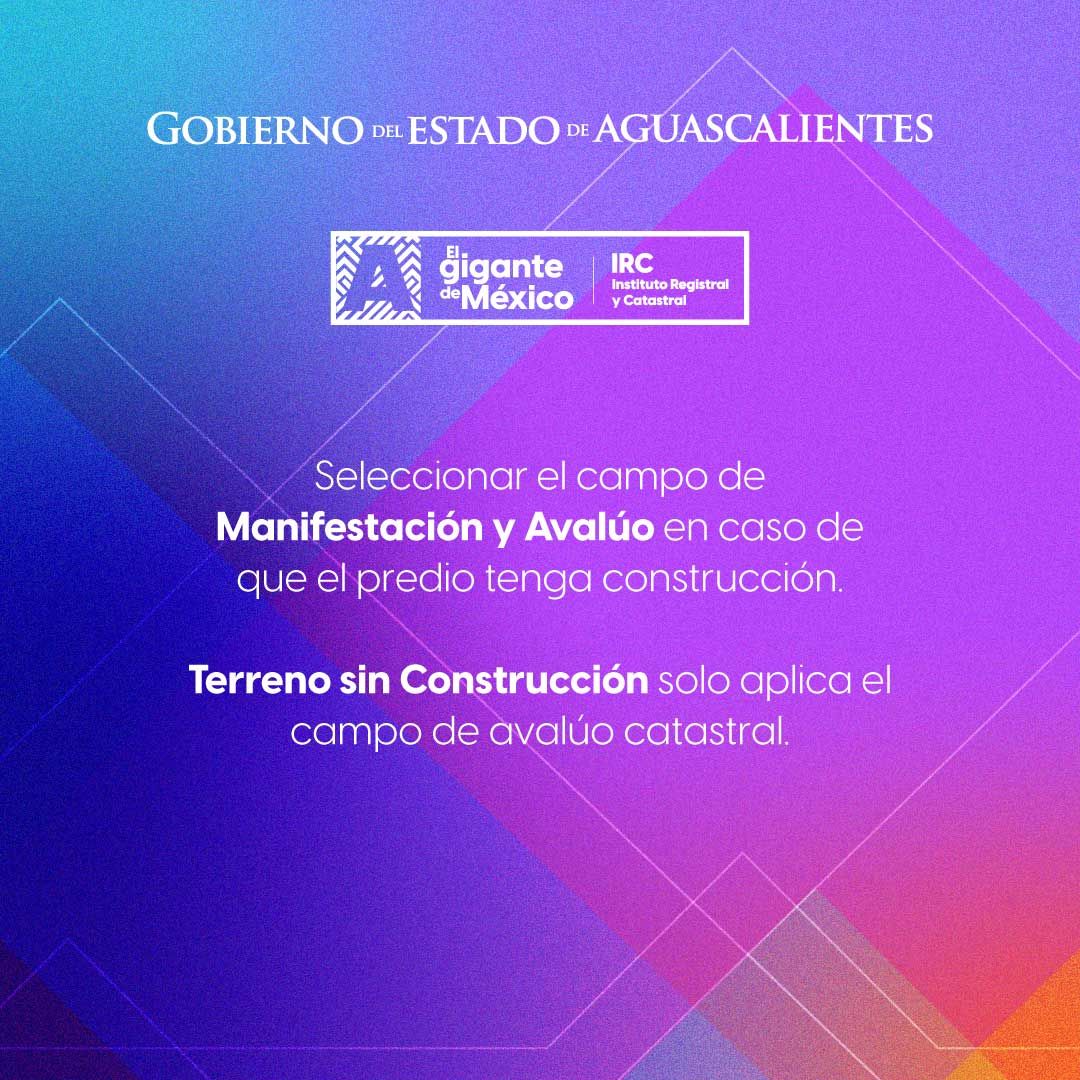 GOBIERNO DEL ESTADO DE AGUASCALIENTES
A
El
gigante
de México
IRC
Instituto Registral
y Catastral
Seleccionar el campo de
Manifestación y Avalúo en caso de
que el predio tenga construcción.
Terreno sin Construcción solo aplica el
campo de avalúo catastral.